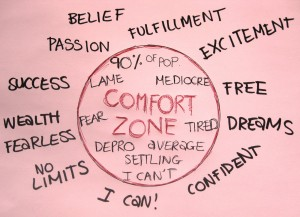 BELIEF
FULFILLMENT
PASSION
EXCITEMENT
90% OF POP
SUCCESS
LAME
MEDIOCRE
FREE
COMFORT
ZONE
WEALTH
FEAR
TIRED
DREAMS
FEARLESS
DEPRO AVERAGE
SETTLING
NO
LIMITS
I CAN'T
CONFIDENT
I CAN!